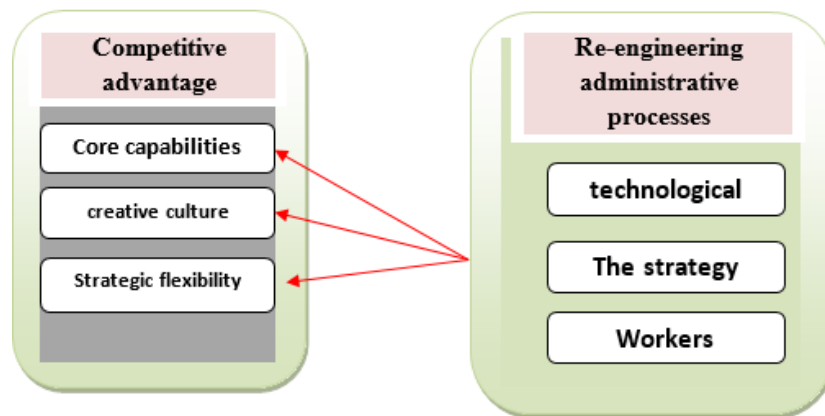 Competitive
advantage
Core capabilities
creative culture
Strategic flexibility
Re-engineering
administrative
processes
technological
The strategy
Workers